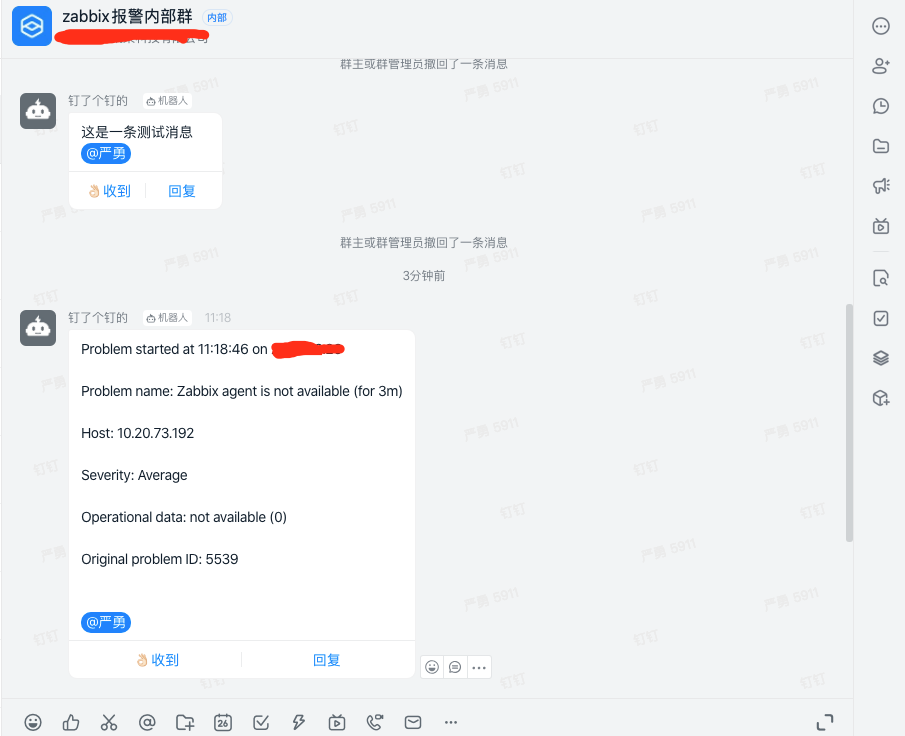 zabbix报警内部群 内部
有限公司
群主或群管理员撤回了一条消息
钉了个钉的 机器人
这是一条测试消息
@严勇
👌收到 回复
群主或群管理员撤回了一条消息
3分钟前
钉了个钉的 机器人 11:18
Problem started at 11:18:46 on
Problem name: Zabbix agent is not available (for 3m)
Host: 10.20.73.192
Severity: Average
Operational data: not available (0)
Original problem ID: 5539
@严勇
👌收到 回复
26
严勇 5911
钉钉